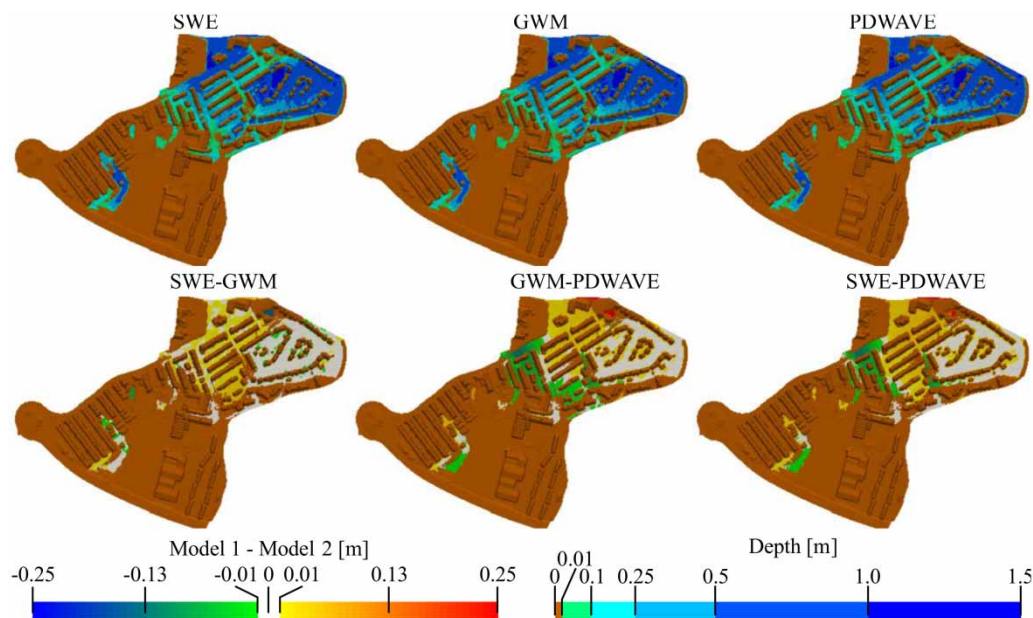 SWE GWM PDWAVE
SWE-GWM GWM-PDWAVE SWE-PDWAVE
Model 1 - Model 2 [m] Depth [m]
-0.25 -0.13 -0.01 0 0.01 0.13 0.25
0.01
0 0.1 0.25 0.5 1.0 1.5